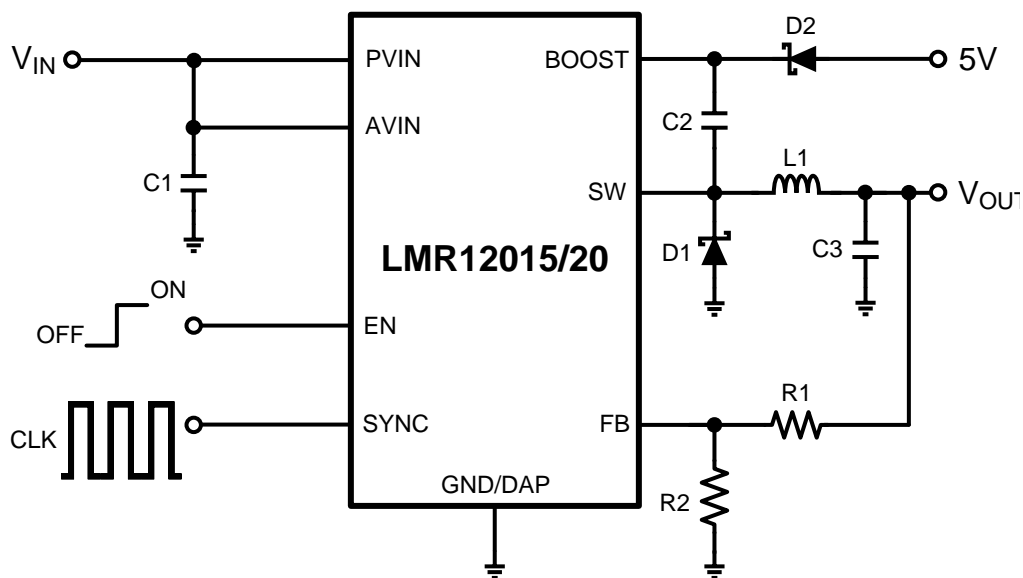 D2
VIN
PVIN
BOOST
5V
C2
AVIN
L1
C1
SW
VOUT
D1
C3
LMR12015/20
ON
OFF
EN
R1
CLK
SYNC
FB
GND/DAP
R2